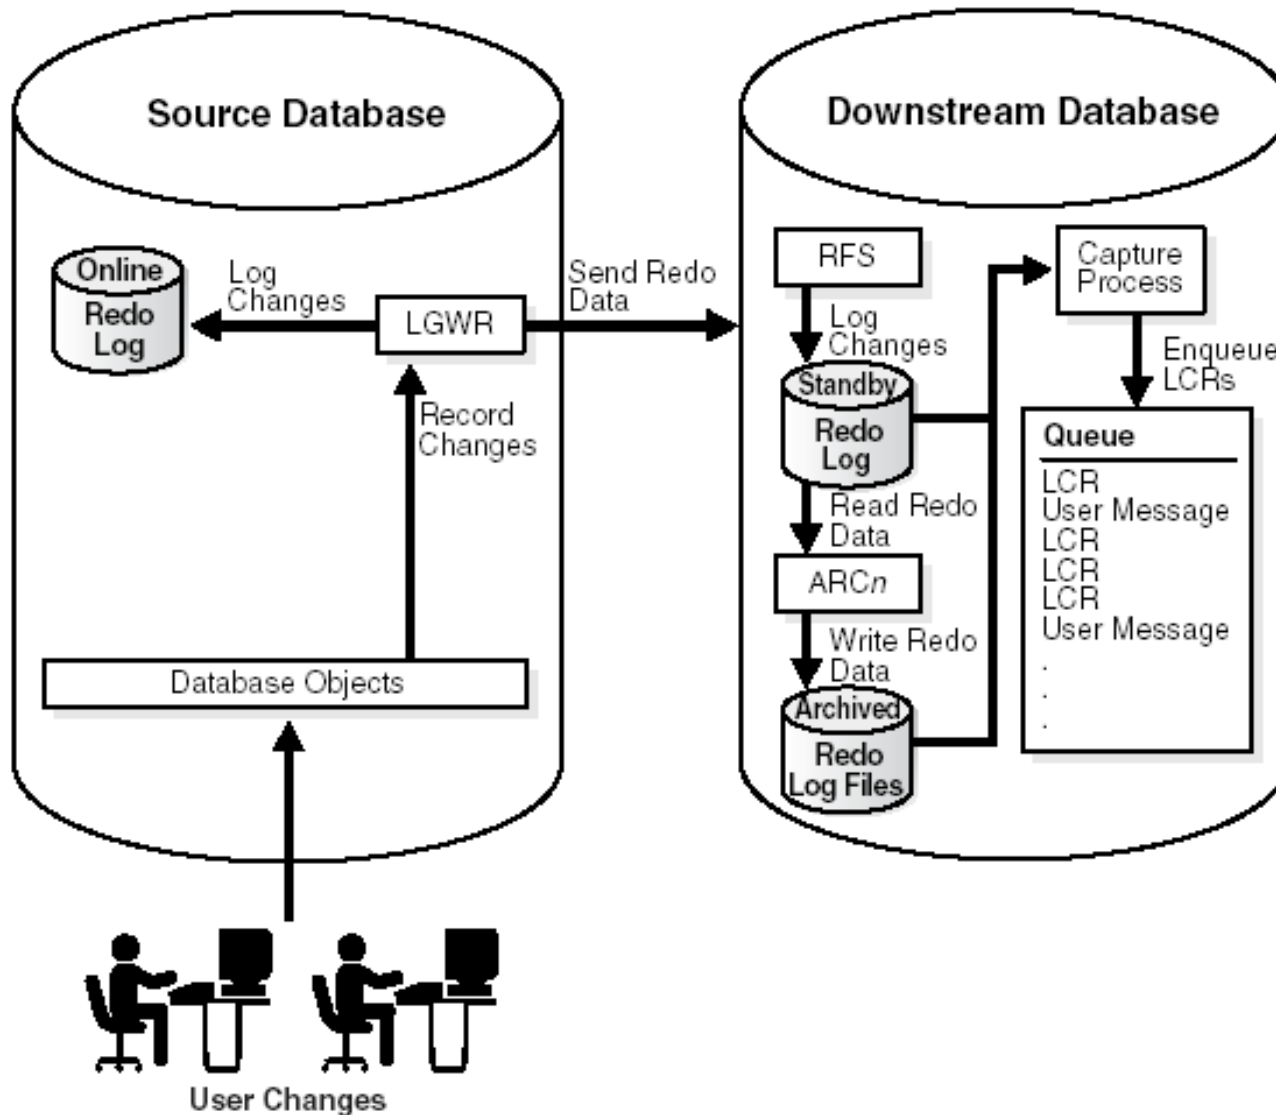 Source Database
Online
Redo
Log
Log
Changes
LGWR
Send Redo
Data
Record
Changes
Database Objects
User Changes
Downstream Database
RFS
Log
Changes
Standby
Redo
Log
Read Redo
Data
ARCn
Write Redo
Data
Archived
Redo
Log Files
Capture
Process
Enqueue
LCRs
Queue
LCR
User Message
LCR
LCR
LCR
User Message
.
.
.